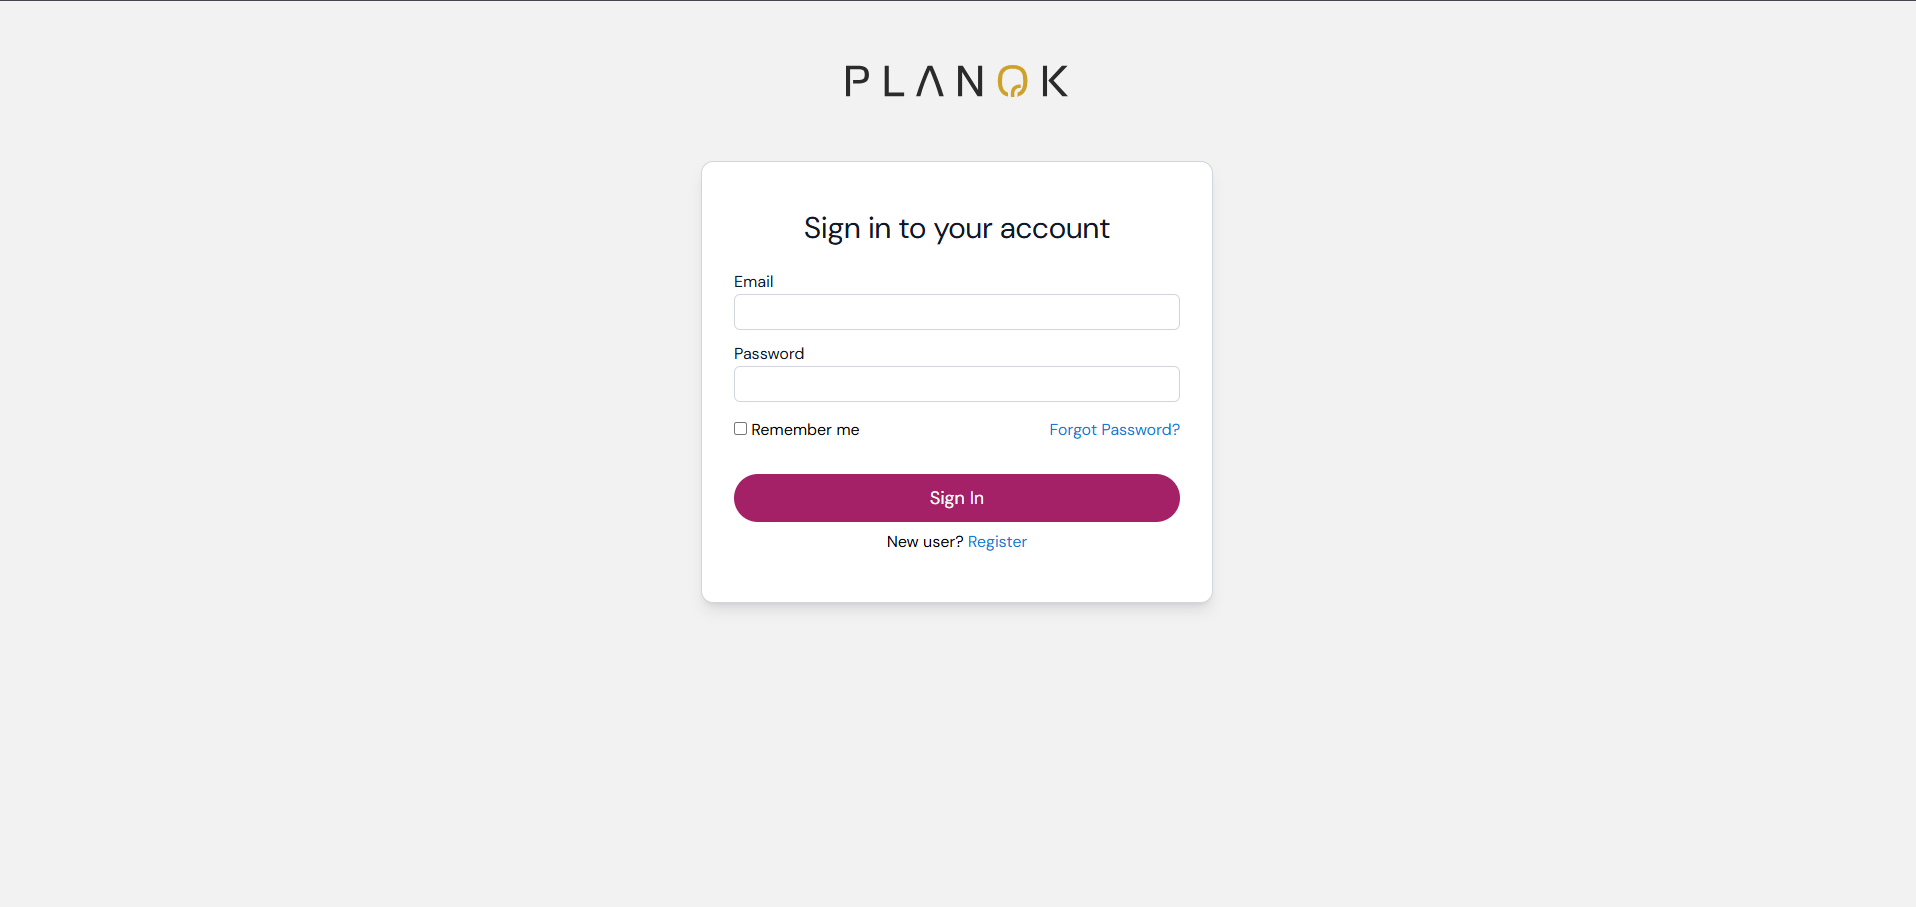 PLANOK
Sign in to your account
Email
Password
Remember me
Forgot Password?
Sign In
New user? Register